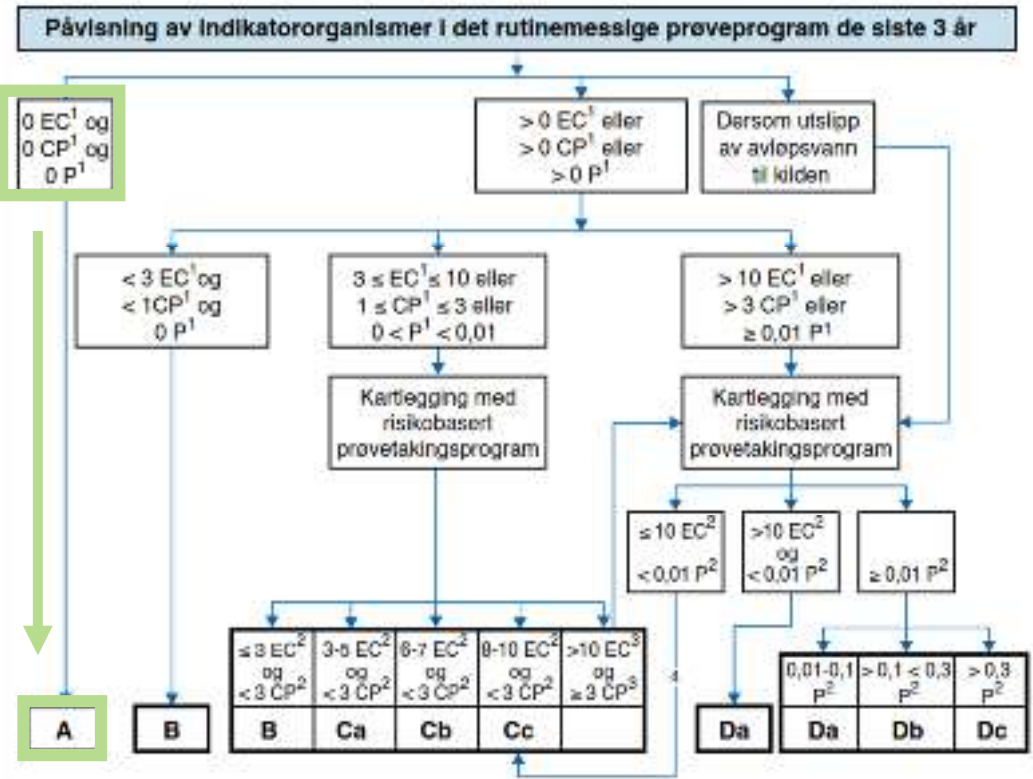 Påvisning av indikatororganismer i det rutinemessige prøveprogram de siste 3 år
0 EC¹ og
0 CP¹ og
0 P¹
> 0 EC¹ eller
> 0 CP¹ eller
> 0 P¹
Dersom utslipp
av avløpsvann
til kilden
< 3 EC¹ og
< 1CP¹ og
0 P¹
3 ≤ EC¹ ≤ 10 eller
1 ≤ CP¹ ≤ 3 eller
0 < P¹ < 0,01
> 10 EC¹ eller
> 3 CP¹ eller
≥ 0,01 P¹
Kartlegging med
risikobasert
prøvetakingsprogram
Kartlegging med
risikobasert
prøvetakingsprogram
≤ 10 EC²
< 0,01 P²
>10 EC²
og
< 0,01 P²
≥ 0,01 P²
≤ 3 EC²
og
< 3 CP²
B
3-5 EC²
og
< 3 CP²
Ca
6-7 EC²
og
< 3 CP²
Cb
8-10 EC²
og
< 3 CP²
Cc
>10 EC³
og
≥ 3 CP³
4
0,01-0,1
P²
Da
> 0,1 < 0,3
P²
Db
> 0,3
P²
Dc
A
B
Da